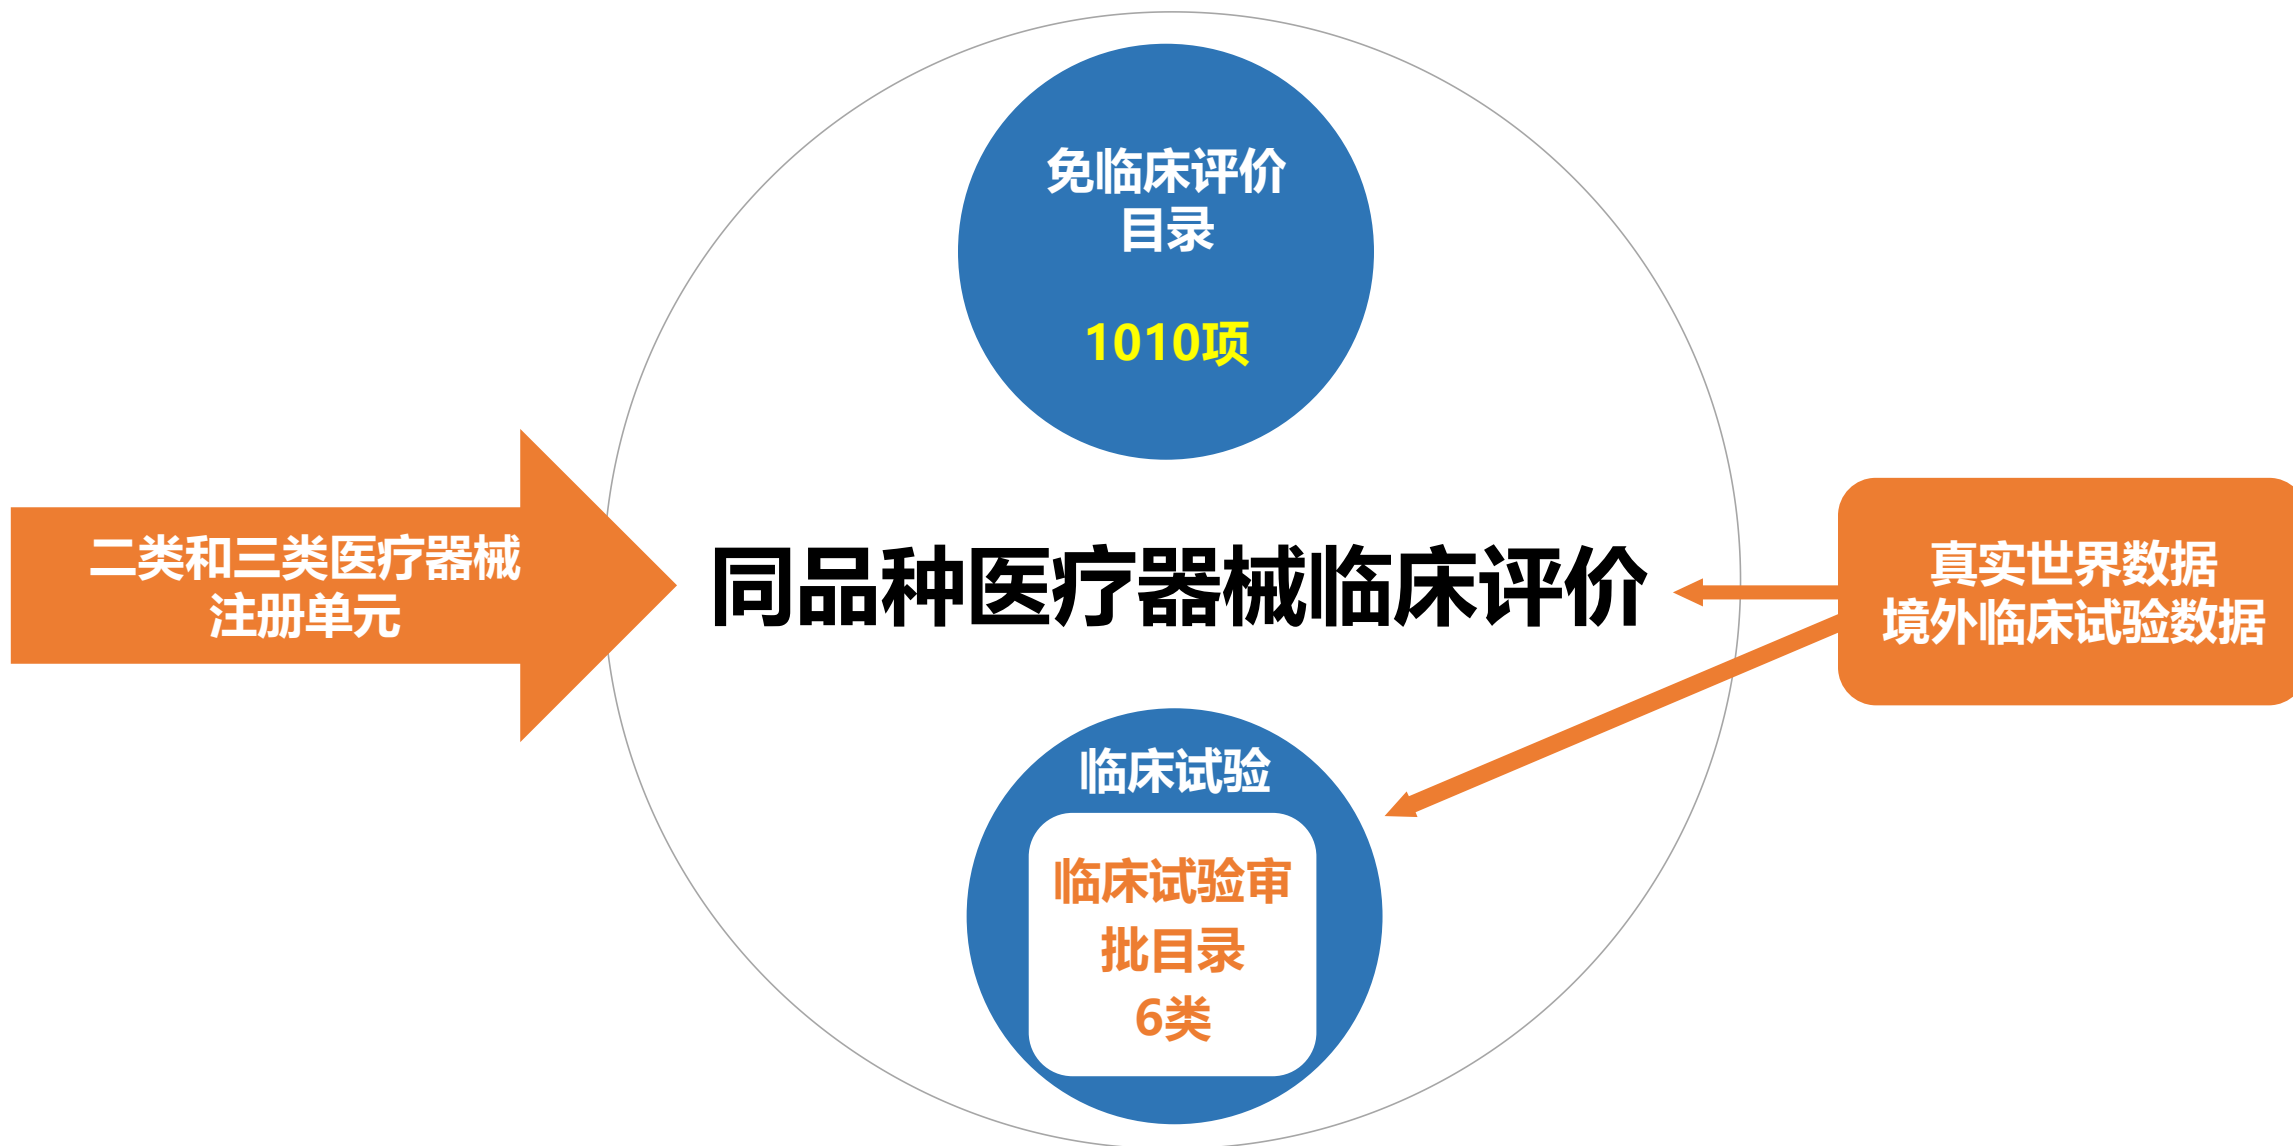 免临床评价
目录
1010项
二类和三类医疗器械
注册单元
同品种医疗器械临床评价
真实世界数据
境外临床试验数据
临床试验
临床试验审
批目录
6类